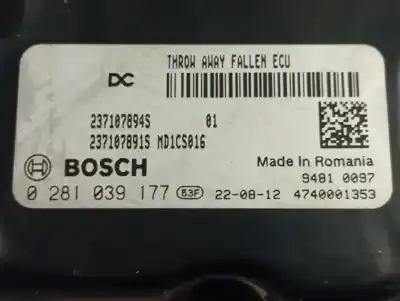 THROW AWAY FALLEN ECU
DC
237107894S 01
237107891S MD1CS016
BOSCH
Made in Romania
9481 0097
0 281 039 177 53F 22-08-12 4740001353